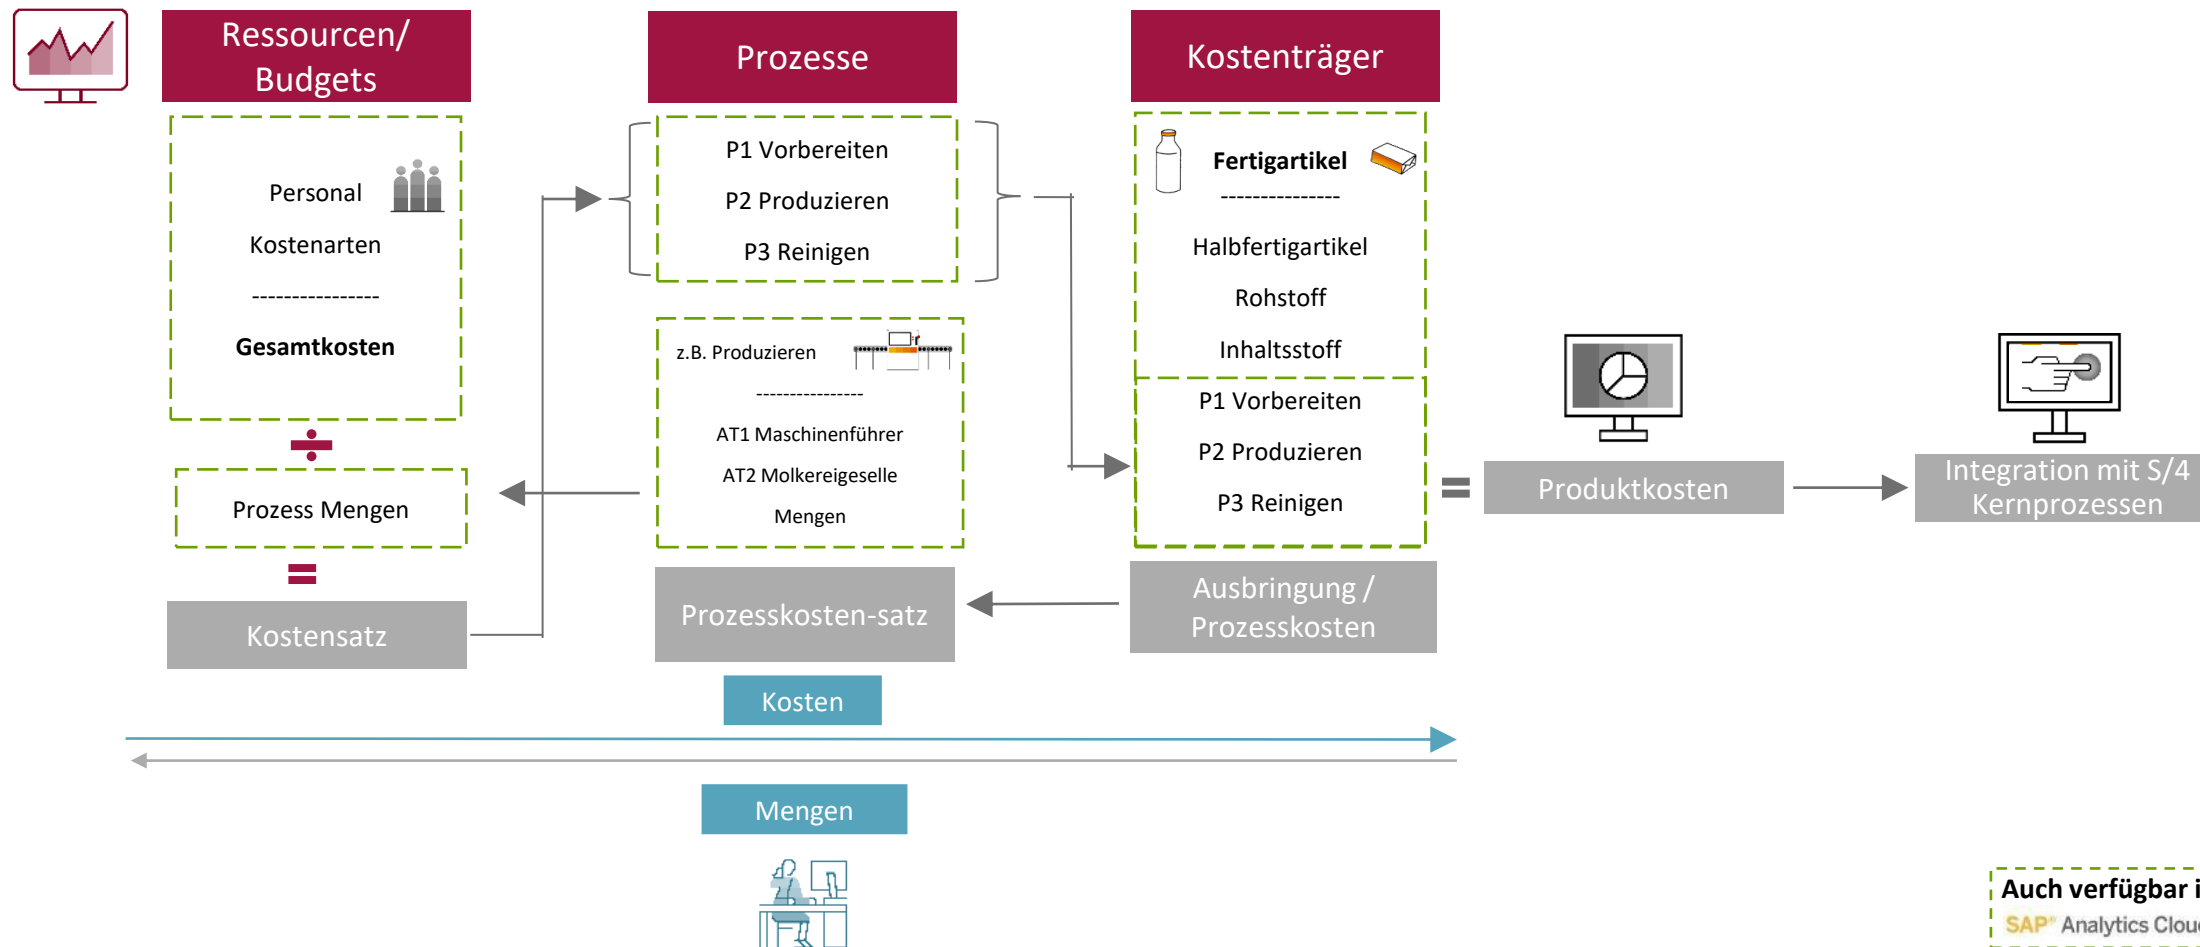 Ressourcen/
Budgets
Personal
Kostenarten
----------------
Gesamtkosten
Prozess Mengen
Kostensatz
Prozesse
P1 Vorbereiten
P2 Produzieren
P3 Reinigen
z.B. Produzieren
----------------
AT1 Maschinenführer
AT2 Molkereigeselle
Mengen
Prozesskosten-satz
Kostenträger
Fertigartikel
---------------
Halbfertigartikel
Rohstoff
Inhaltsstoff
P1 Vorbereiten
P2 Produzieren
P3 Reinigen
Ausbringung /
Prozesskosten
Produktkosten
Integration mit S/4
Kernprozessen
Kosten
Mengen
Auch verfügbar i
SAP® Analytics Cloud